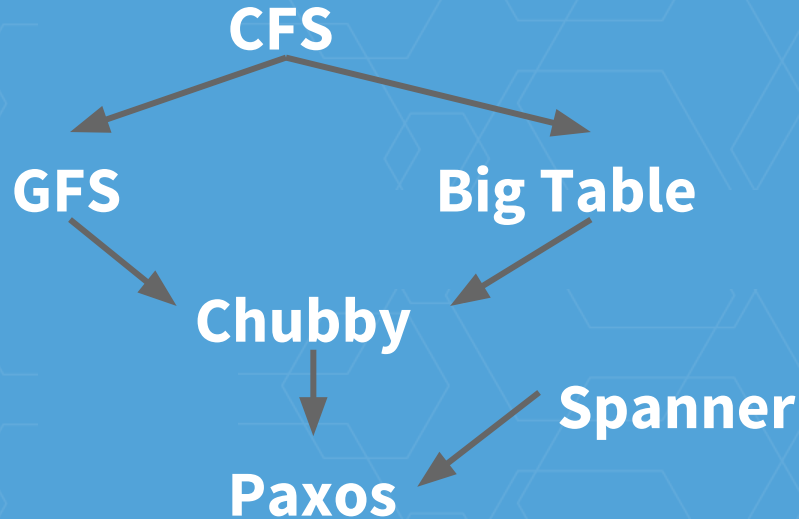 CFS
GFS
Big Table
Chubby
Spanner
Paxos